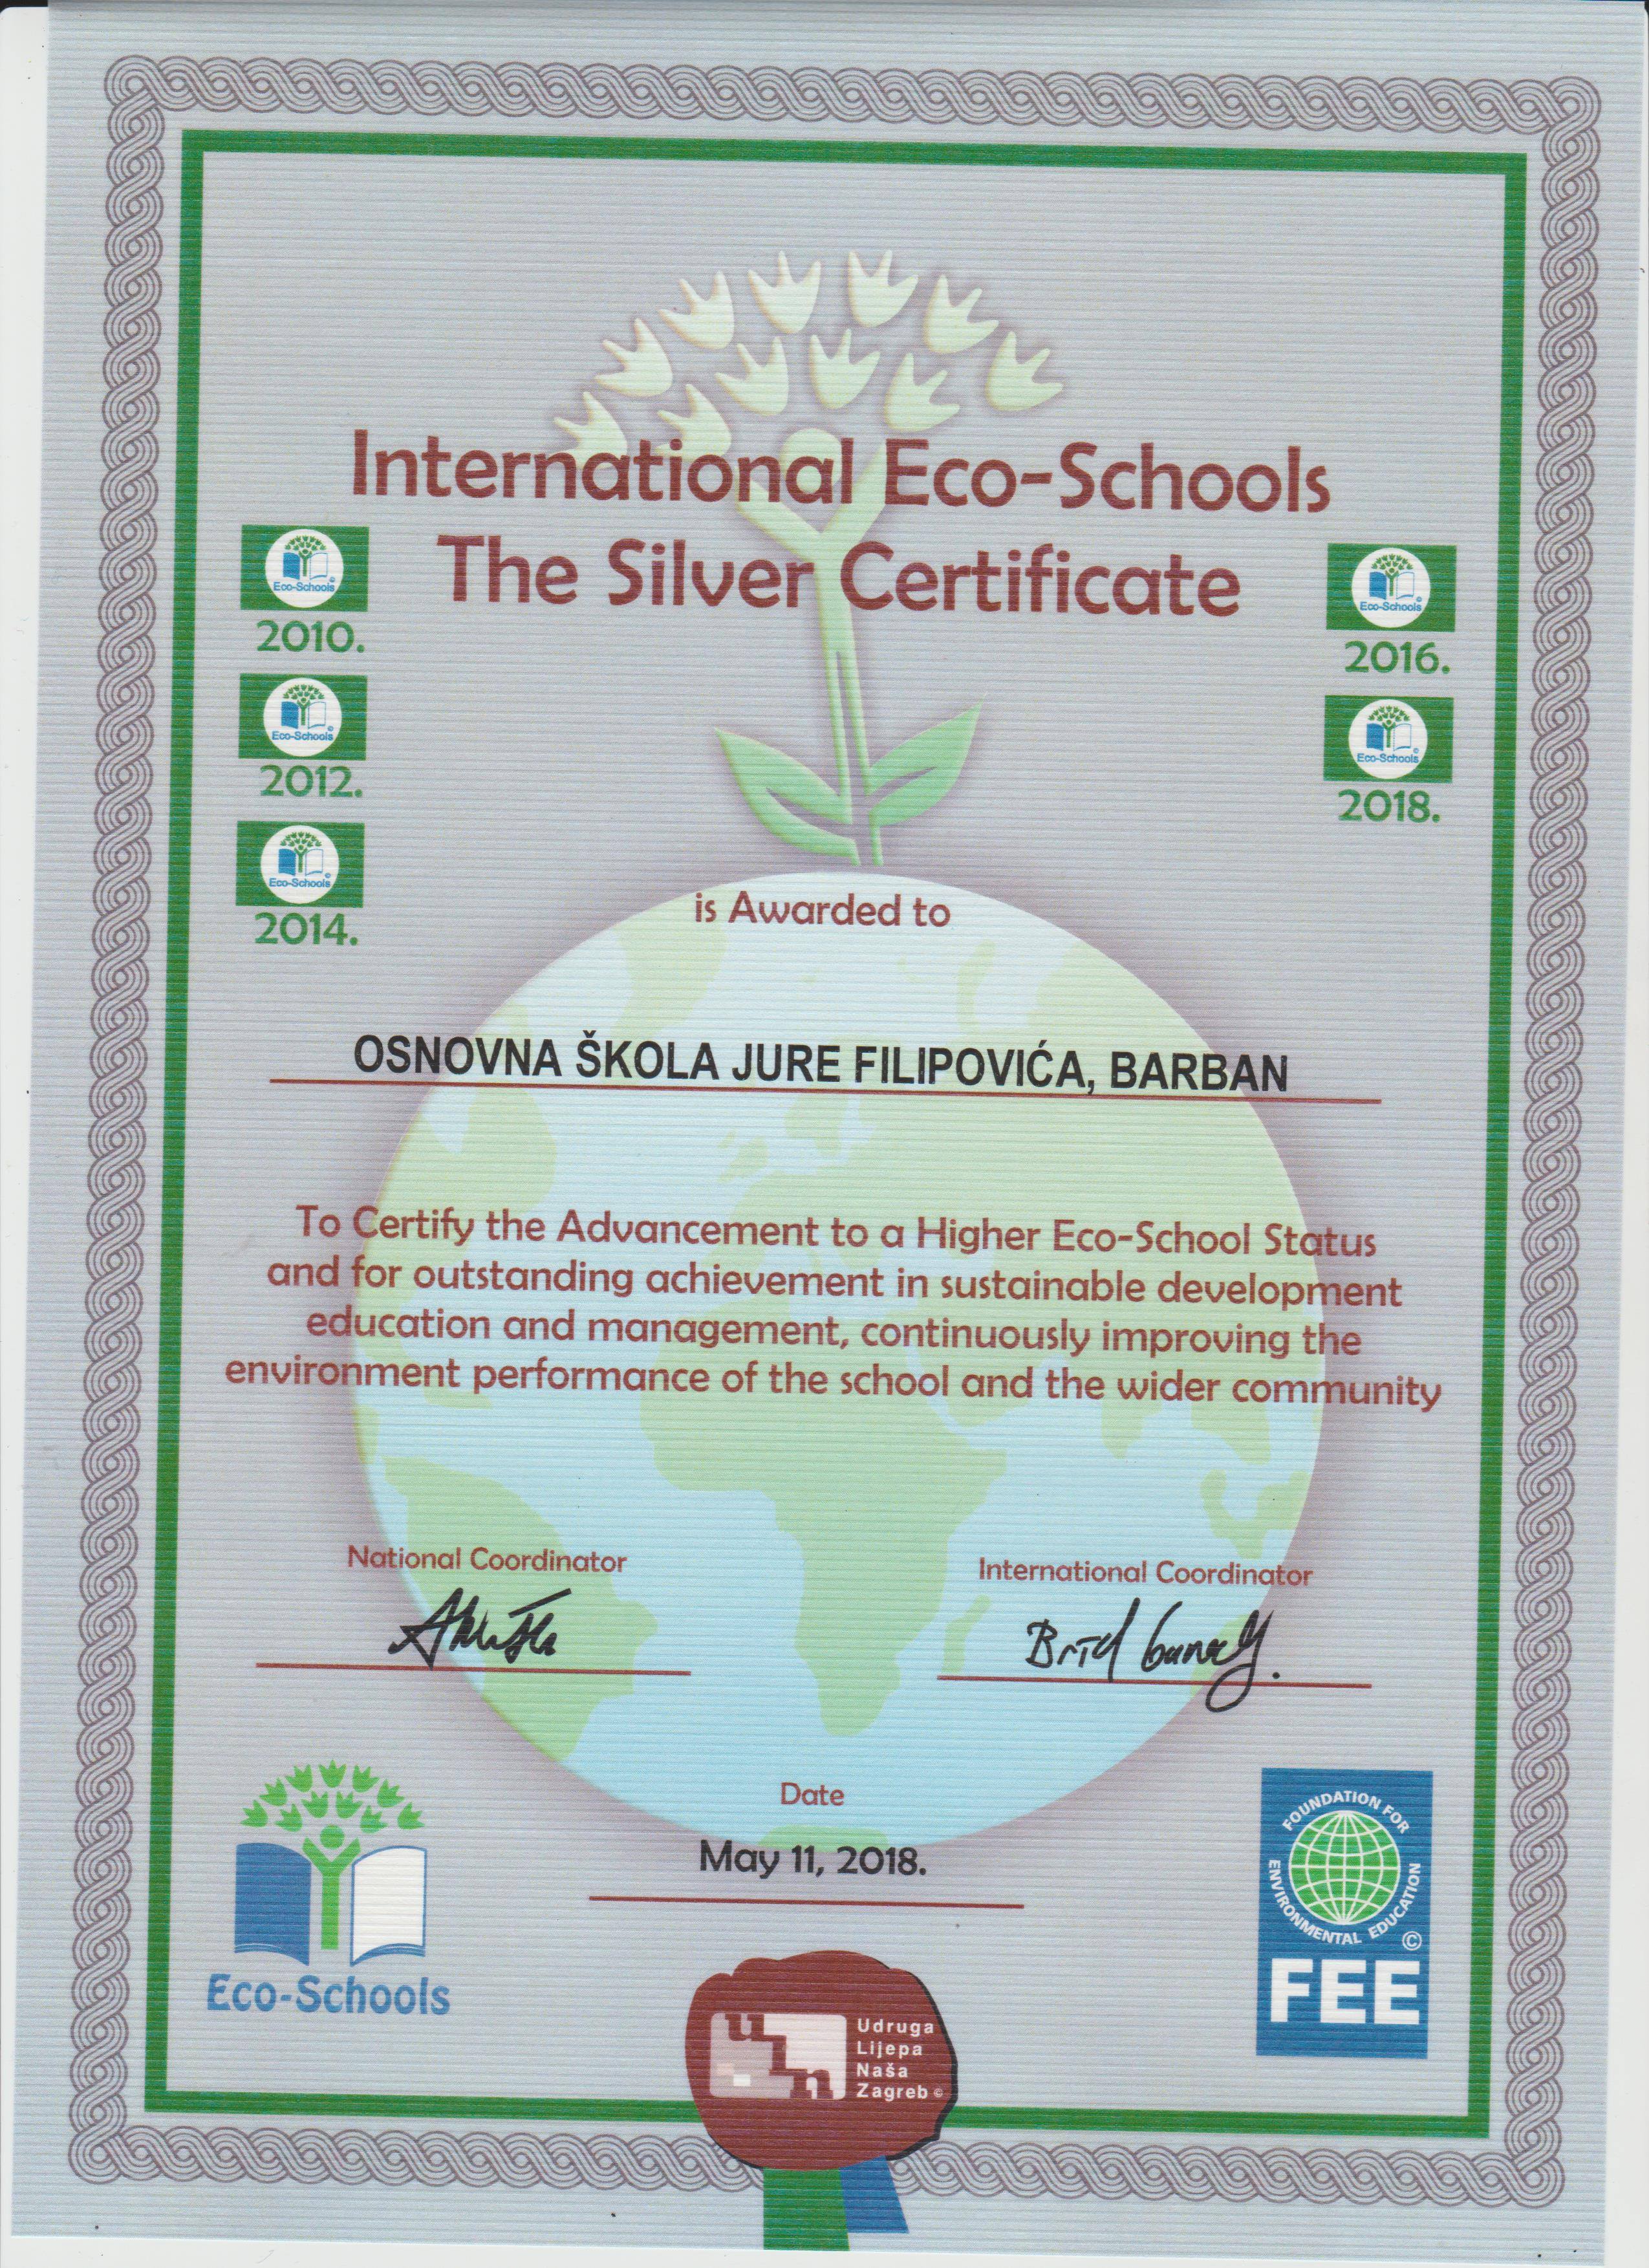 International Eco-Schools
The Silver Certificate
Eco-Schools
2010.
Eco-Schools
2012.
Eco-Schools
2014.
Eco-Schools
2016.
Eco-Schools
2018.
is Awarded to
OSNOVNA ŠKOLA JURE FILIPOVIĆA, BARBAN
To Certify the Advancement to a Higher Eco-School Status
and for outstanding achievement in sustainable development
education and management, continuously improving the
environment performance of the school and the wider community
National Coordinator
International Coordinator
Date
May 11, 2018.
Eco-Schools
FOUNDATION FOR
ENVIRONMENTAL EDUCATION
©
FEE
uln
Udruga
Lijepa
Naša
Zagreb ©